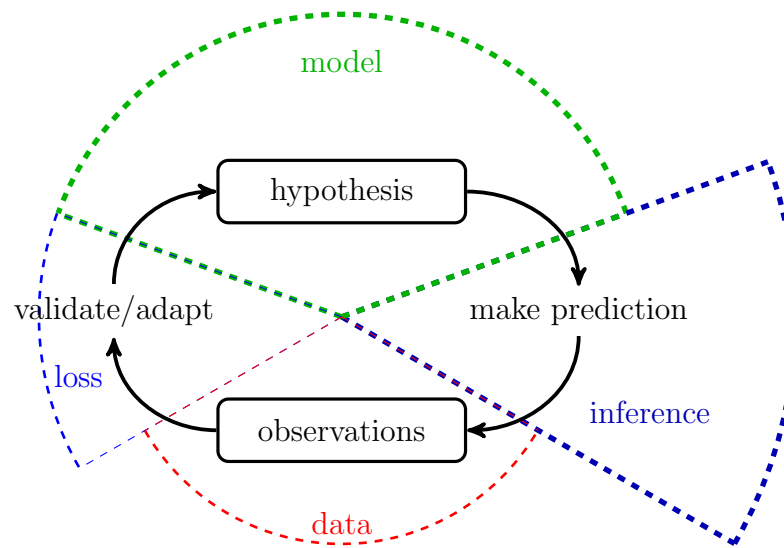 model
hypothesis
validate/adapt
make prediction
loss
inference
observations
data